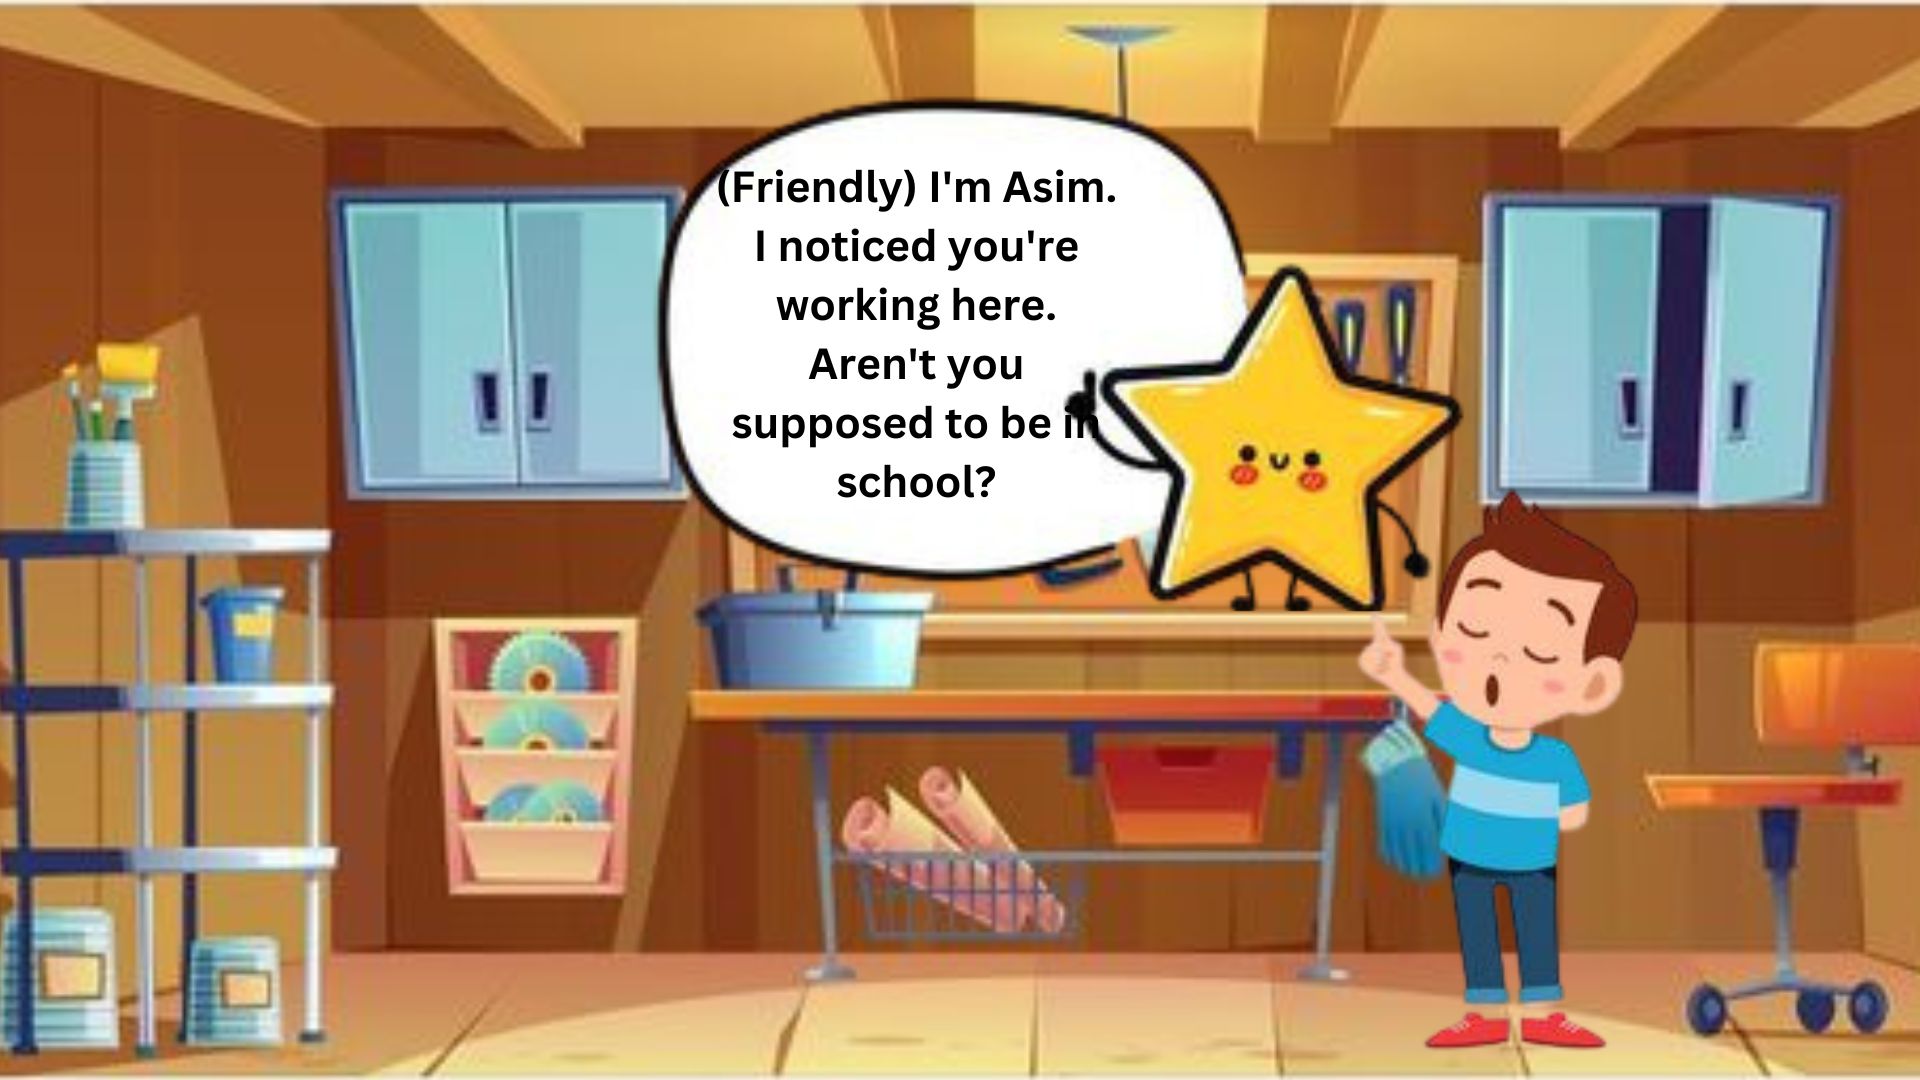 (Friendly) I'm Asim.
I noticed you're
working here.
Aren't you
supposed to be in
school?